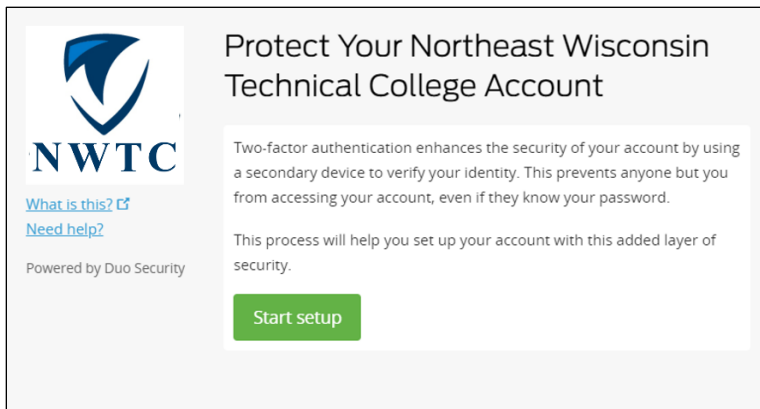 NWTC
What is this?
Need help?
Powered by Duo Security
Protect Your Northeast Wisconsin
Technical College Account
Two-factor authentication enhances the security of your account by using
a secondary device to verify your identity. This prevents anyone but you
from accessing your account, even if they know your password.
This process will help you set up your account with this added layer of
security.
Start setup